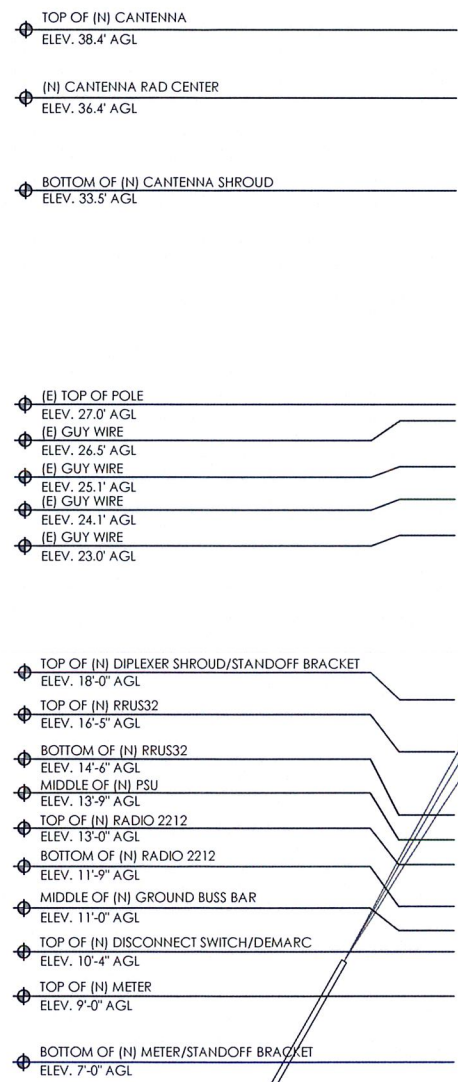 TOP OF (N) CANTENNA
ELEV. 38.4' AGL
(N) CANTENNA RAD CENTER
ELEV. 36.4' AGL
BOTTOM OF (N) CANTENNA SHROUD
ELEV. 33.5' AGL
(E) TOP OF POLE
ELEV. 27.0' AGL
(E) GUY WIRE
ELEV. 26.5' AGL
(E) GUY WIRE
ELEV. 25.1' AGL
(E) GUY WIRE
ELEV. 24.1' AGL
(E) GUY WIRE
ELEV. 23.0' AGL
TOP OF (N) DIPLEXER SHROUD/STANDOFF BRACKET
ELEV. 18'-0" AGL
TOP OF (N) RRUS32
ELEV. 16'-5" AGL
BOTTOM OF (N) RRUS32
ELEV. 14'-6" AGL
MIDDLE OF (N) PSU
ELEV. 13'-9" AGL
TOP OF (N) RADIO 2212
ELEV. 13'-0" AGL
BOTTOM OF (N) RADIO 2212
ELEV. 11'-9" AGL
MIDDLE OF (N) GROUND BUSS BAR
ELEV. 11'-0" AGL
TOP OF (N) DISCONNECT SWITCH/DEMARC
ELEV. 10'-4" AGL
TOP OF (N) METER
ELEV. 9'-0" AGL
BOTTOM OF (N) METER/STANDOFF BRACKET
ELEV. 7'-0" AGL